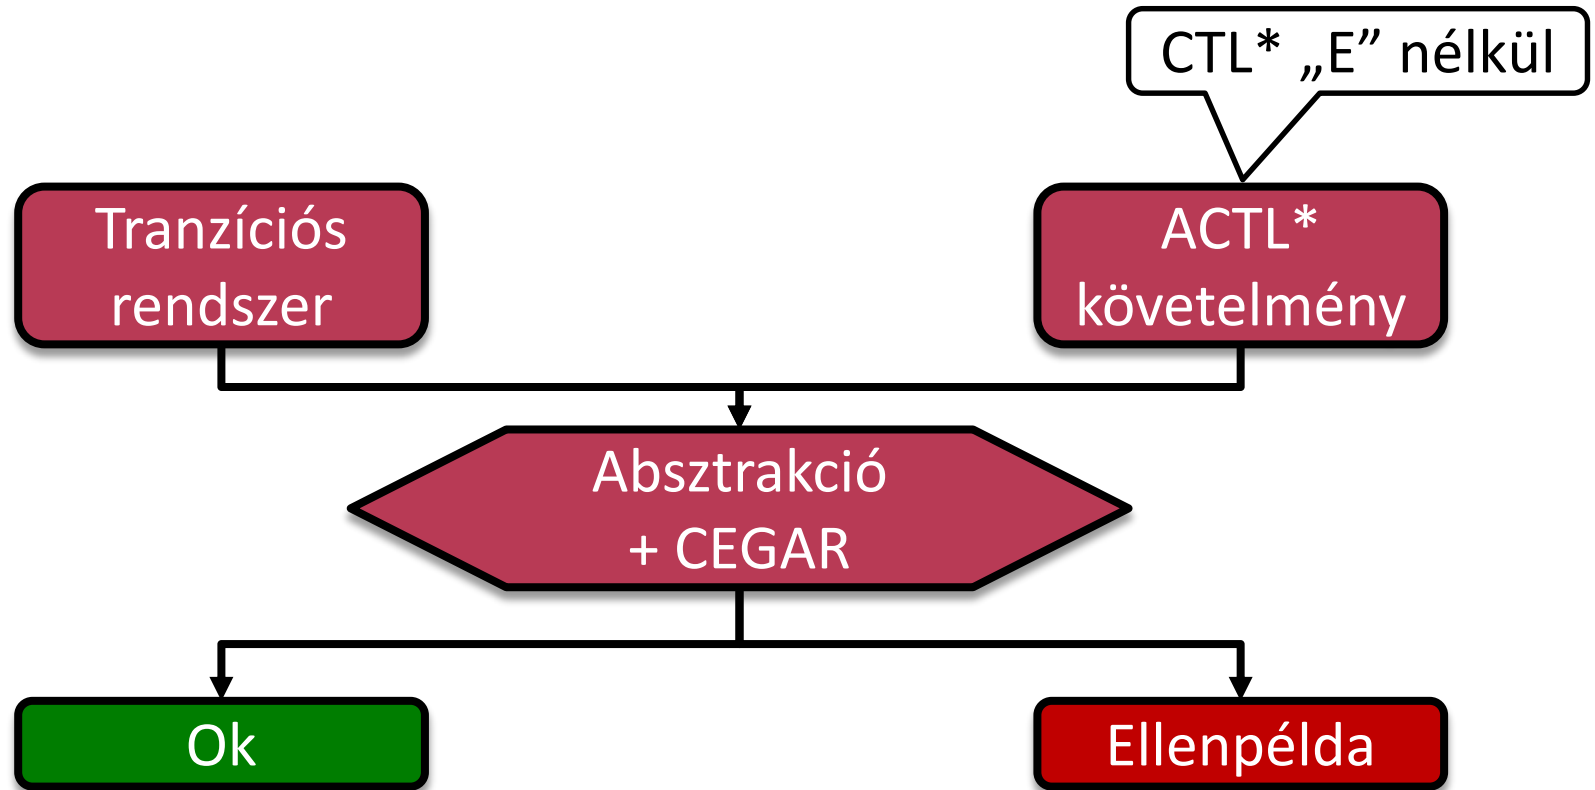 CTL* „E” nélkül
Tranzíciós
rendszer
ACTL*
követelmény
Absztrakció
+ CEGAR
Ok
Ellenpélda